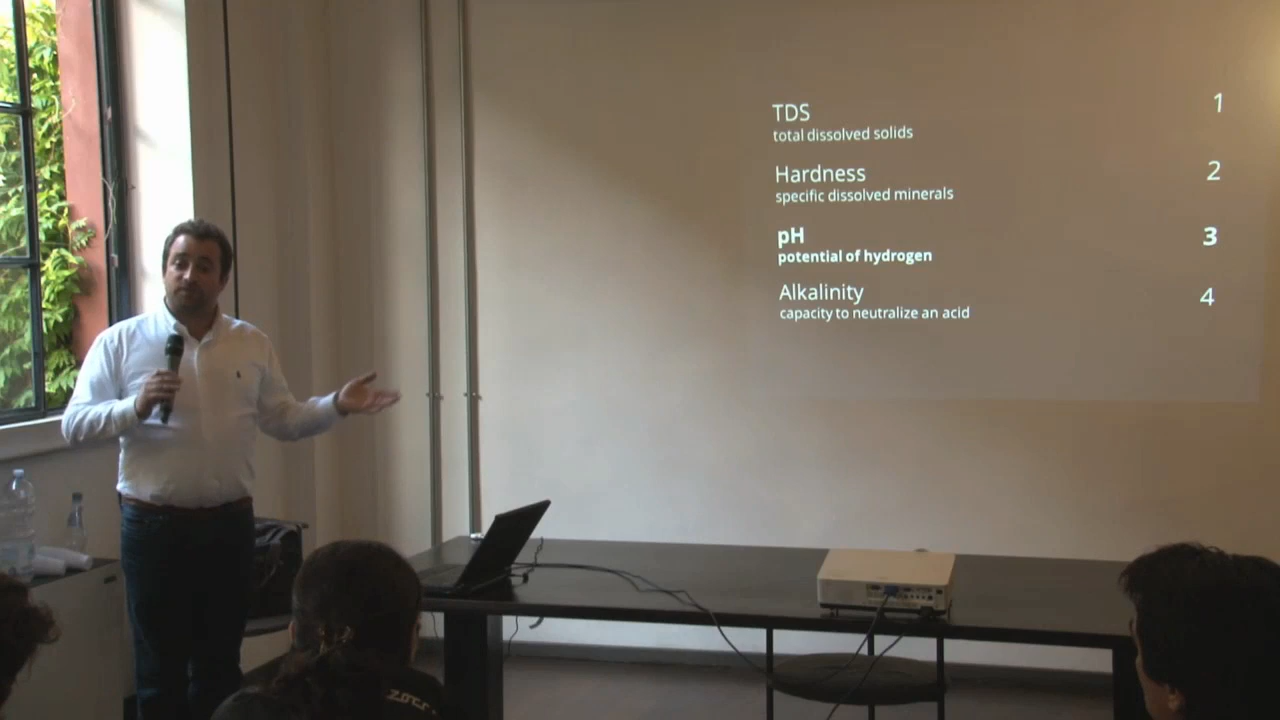 TDS
1
total dissolved solids
Hardness
2
specific dissolved minerals
pH
3
potential of hydrogen
Alkalinity
4
capacity to neutralize an acid